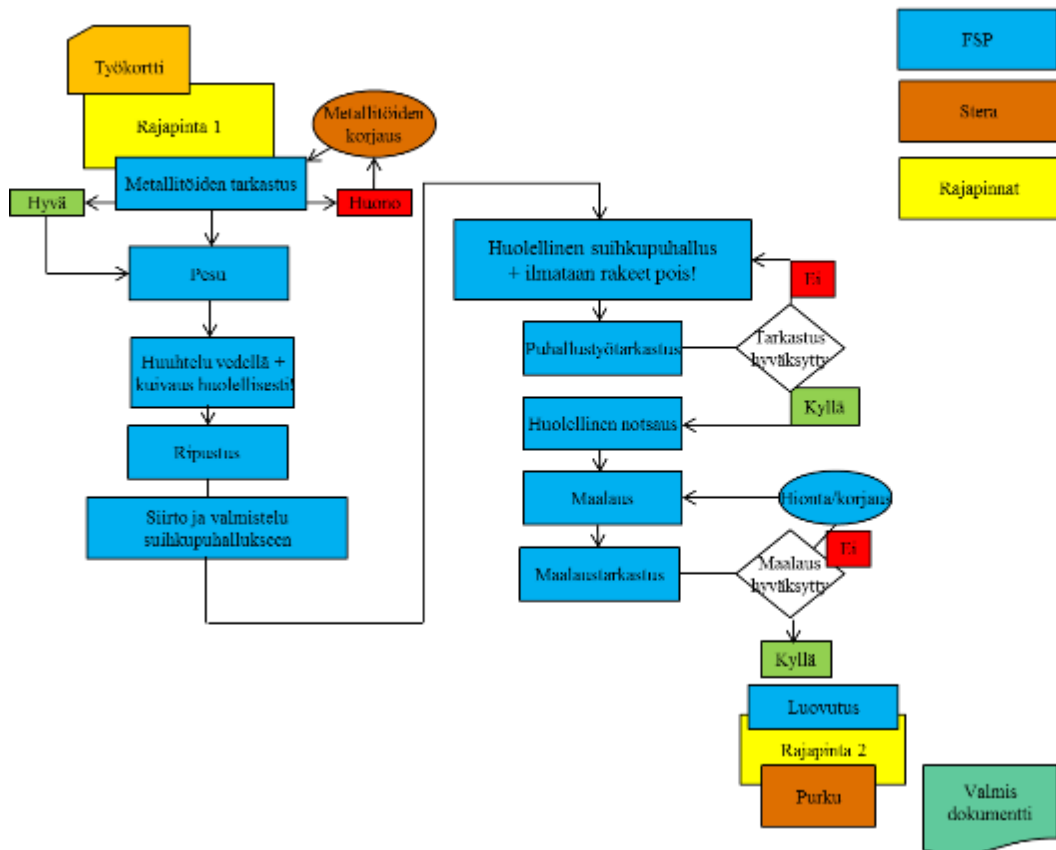 Työkortti
Rajapinta 1
Metallitöiden
korjaus
Metallitöiden tarkastus
Hyvä
Huono
Pesu
Huuhtelu vedellä +
kuivaus huolellisesti!
Ripustus
Siirto ja valmistelu
suihkupuhallukseen
Huolellinen suihkupuhallus
+ ilmataan rakeet pois!
Ei
Puhallustyötarkastus
Tarkastus
hyväksytty
Kyllä
Huolellinen notsaus
Maalaus
Hionta/korjaus
Ei
Maalaustarkastus
Maalaus
hyväksytty
Kyllä
Luovutus
Rajapinta 2
Purku
Valmis
dokumentti
FSP
Stera
Rajapinnat